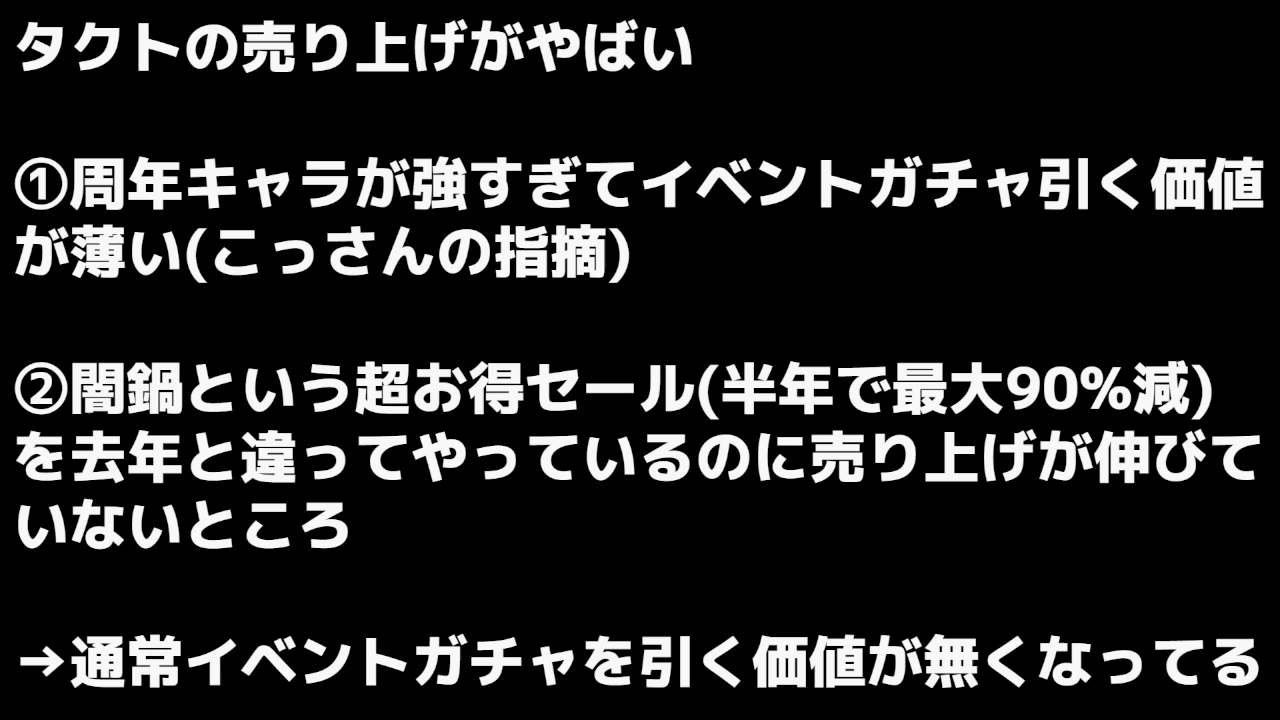 タクトの売り上げがやばい
①周年キャラが強すぎてイベントガチャ引く価値
が薄い(こっさんの指摘)
②闇鍋という超お得セール(半年で最大90%減)
を去年と違ってやっているのに売り上げが伸びて
いないところ
→通常イベントガチャを引く価値が無くなってる